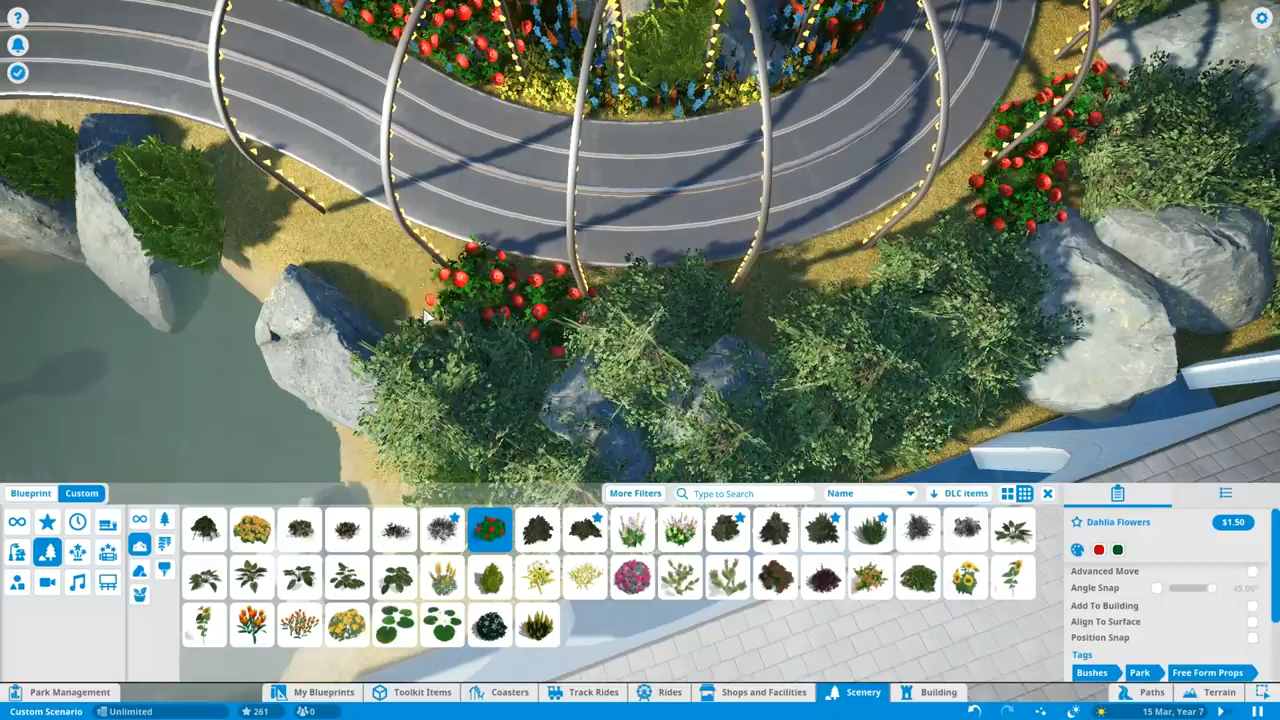 Blueprint Custom More Filters Type to Search Name DLC items
Dahlia Flowers $1.50
Advanced Move
Angle Snap 45.00°
Add To Building
Align To Surface
Position Snap
Tags
Bushes Park Free Form Props
Park Management My Blueprints Toolkit Items Coasters Track Rides Rides Shops and Facilities Scenery Building Paths Terrain
Custom Scenario Unlimited 261 0 15 Mar, Year 7